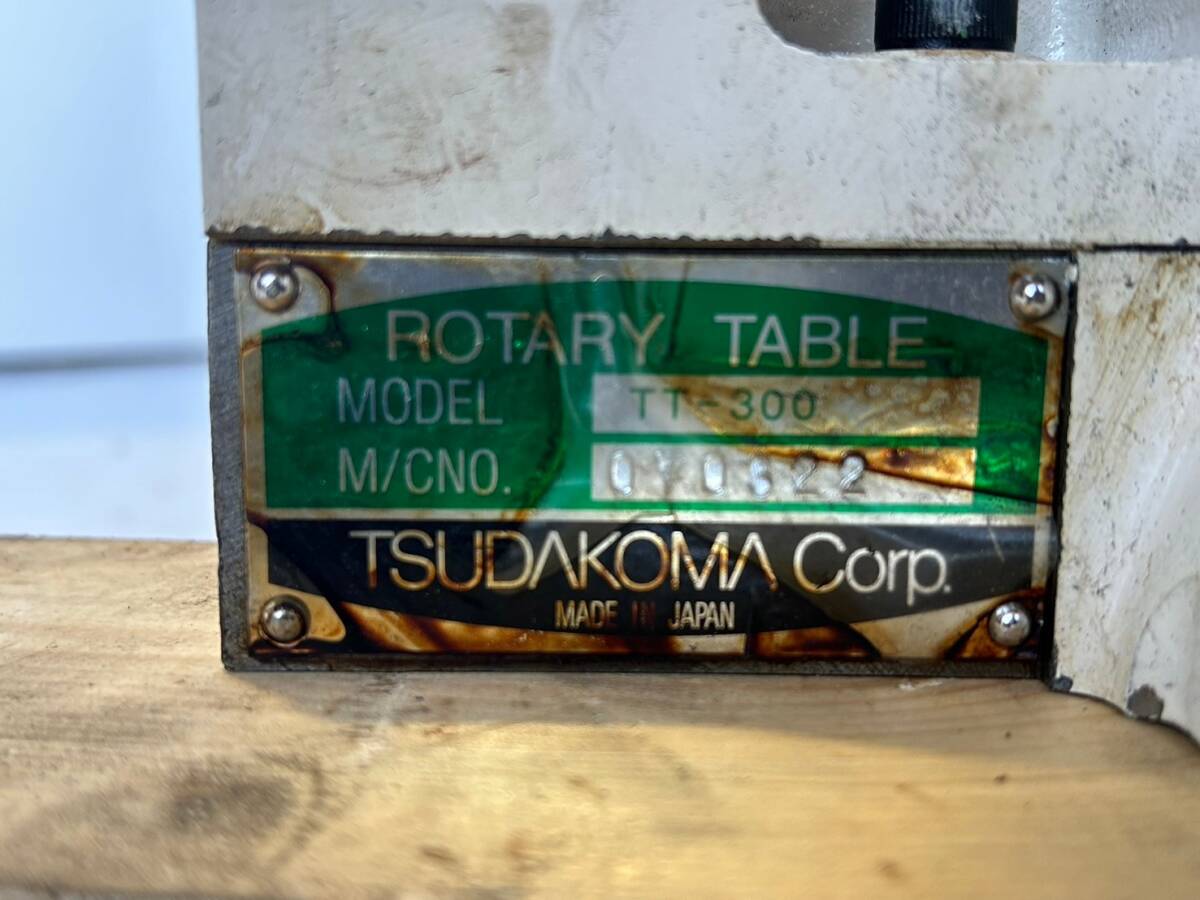 ROTARY TABLE
MODEL TT-300
M/CNO.
TSUDAKOMA Corp.
MADE IN JAPAN